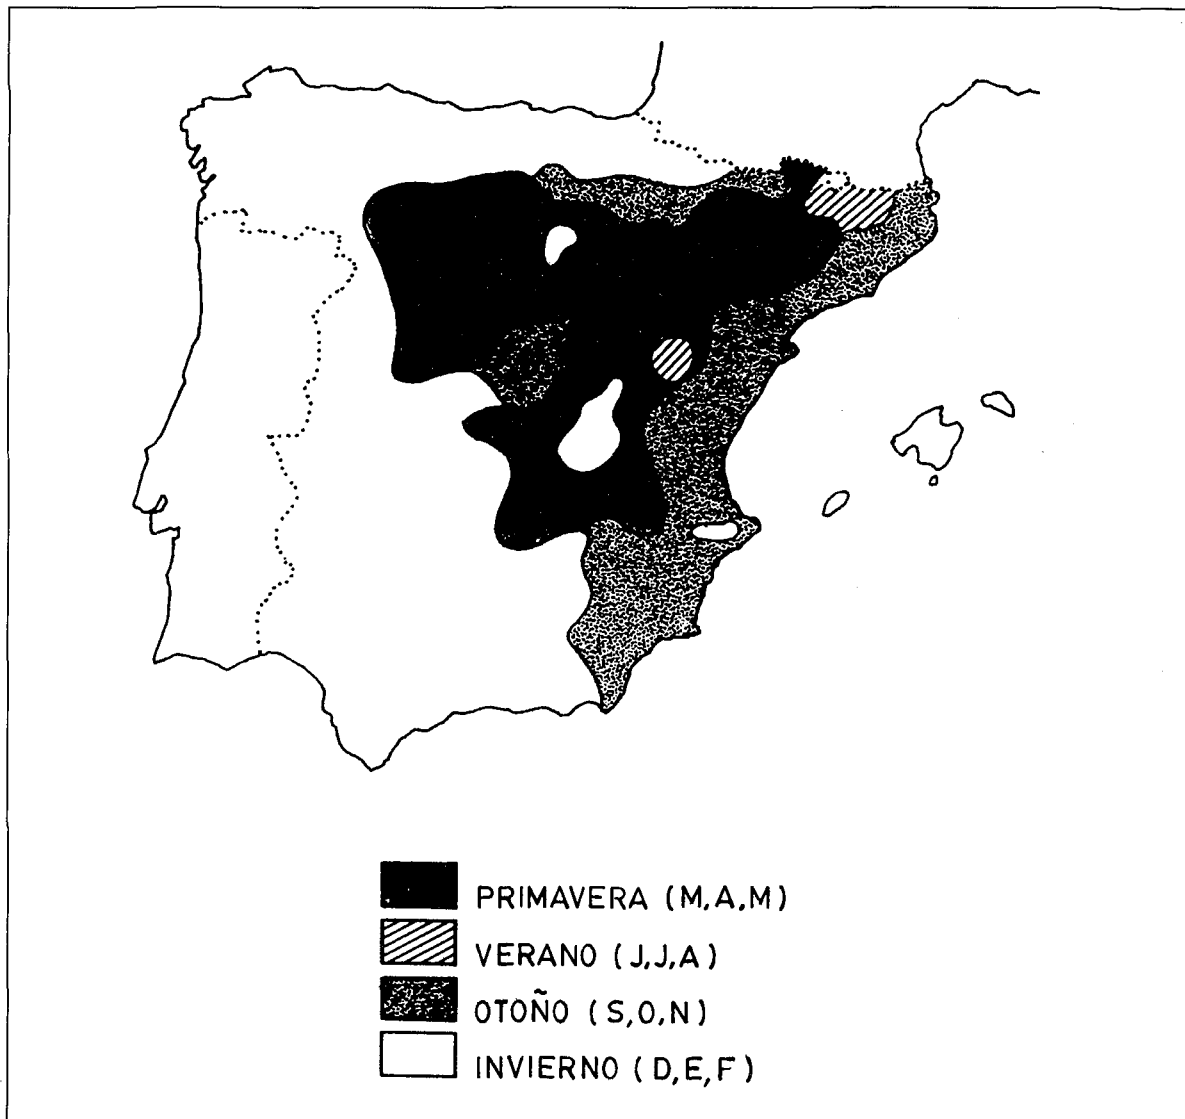 PRIMAVERA (M,A,M)
VERANO (J,J,A)
OTOÑO (S,O,N)
INVIERNO (D,E,F)